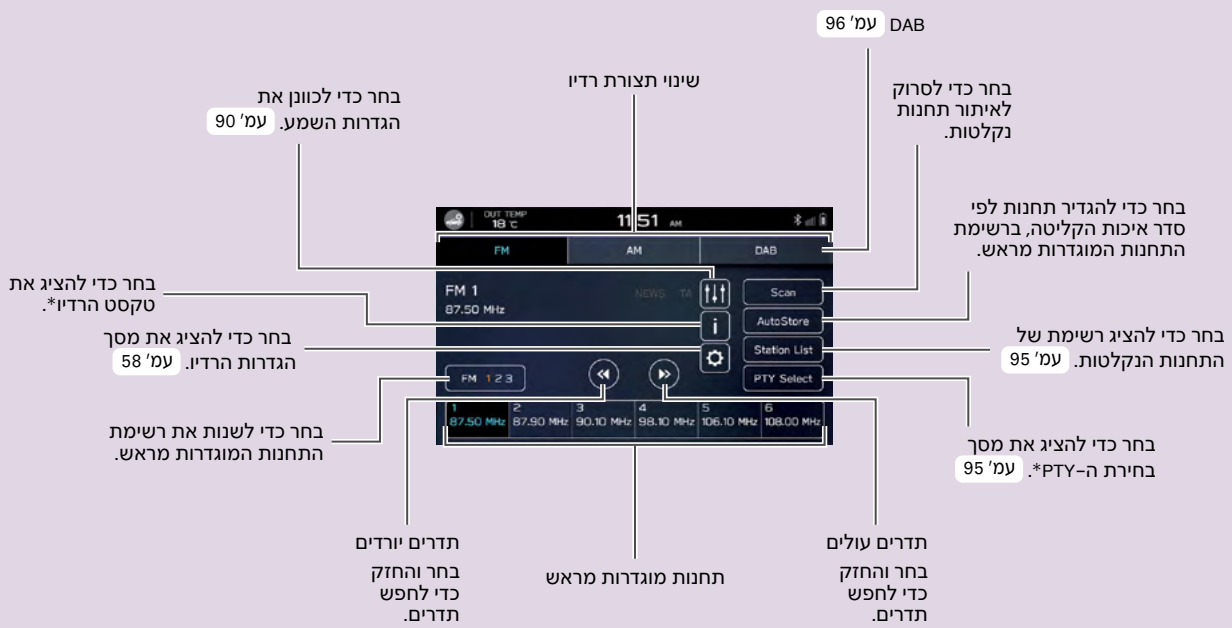 DAB עמ' 96
שינוי תצורת רדיו
בחר כדי לסרוק
לאיתור תחנות
נקלטות.
בחר כדי לכוונן את
הגדרות השמע. עמ' 90
בחר כדי להגדיר תחנות לפי
סדר איכות הקליטה, ברשימת
התחנות המוגדרות מראש.
בחר כדי להציג את
טקסט הרדיו*.
בחר כדי להציג את מסך
הגדרות הרדיו. עמ' 58
בחר כדי להציג רשימת של
התחנות הנקלטות. עמ' 95
בחר כדי לשנות את רשימת
התחנות המוגדרות מראש.
בחר כדי להציג את מסך
בחירת ה-PTY*. עמ' 95
OUT TEMP
18 °C
11:51 AM
FM AM DAB
FM 1 NEWS TA
87.50 MHz
i
Scan
AutoStore
Station List
PTY Select
FM 1 2 3
1 2 3 4 5 6
87.50 MHz 87.90 MHz 90.10 MHz 98.10 MHz 106.10 MHz 108.00 MHz
תדרים עולים
בחר והחזק
כדי לחפש
תדרים.
תחנות מוגדרות מראש
תדרים יורדים
בחר והחזק
כדי לחפש
תדרים.